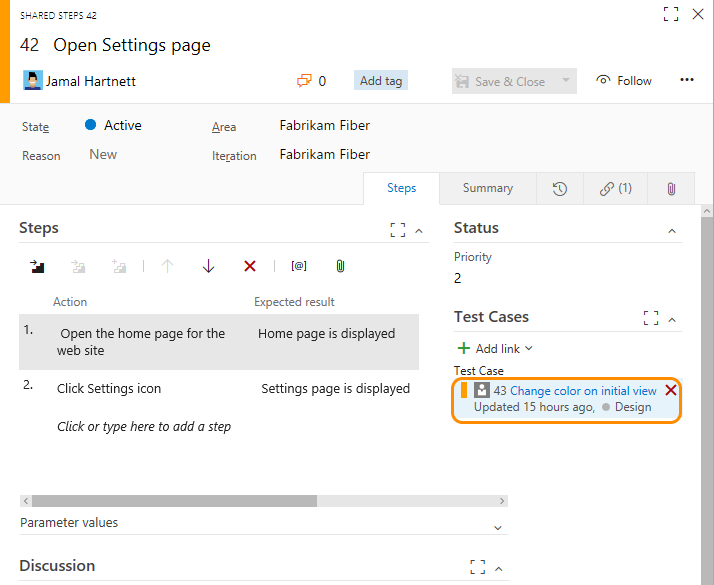 SHARED STEPS 42
42 Open Settings page
Jamal Hartnett
0
Add tag
Save & Close
Follow
State
Active
Area
Fabrikam Fiber
Reason
New
Iteration
Fabrikam Fiber
Steps
Summary
(1)
Steps
[@]
Action
Expected result
1.
Open the home page for the
web site
Home page is displayed
2.
Click Settings icon
Settings page is displayed
Click or type here to add a step
Parameter values
Discussion
Status
Priority
2
Test Cases
Add link
Test Case
43 Change color on initial view
Updated 15 hours ago,
Design